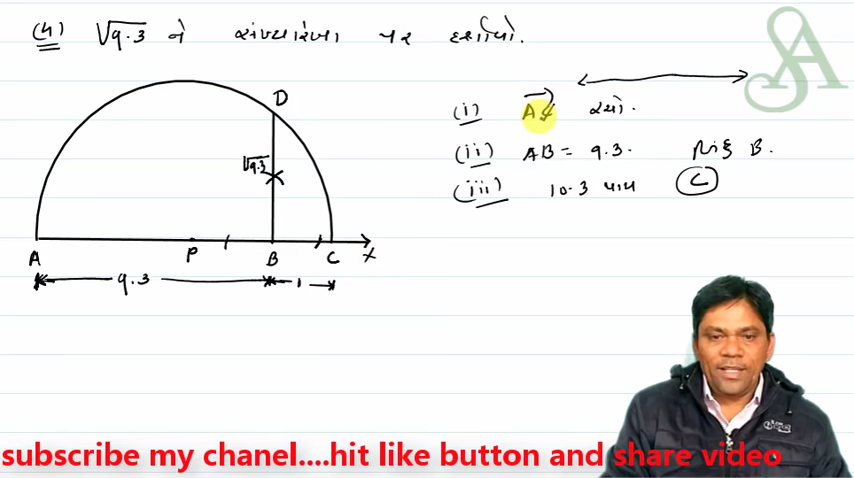 (૫) √9.3 ને સંખ્યારેખા પર દર્શાવો.
D
(i) AX દોરો.
√9.3
(ii) AB = 9.3. બિંદુ B.
(iii) 10.3 માપ C
A P B C X
9.3 1
subscribe my chanel....hit like button and share video